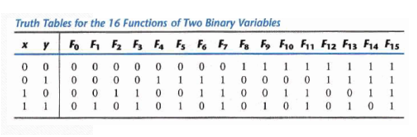 Truth Tables for the 16 Functions of Two Binary Variables
x y F₀ F₁ F₂ F₃ F₄ F₅ F₆ F₇ F₈ F₉ F₁₀ F₁₁ F₁₂ F₁₃ F₁₄ F₁₅
0 0 0 0 0 0 0 0 0 0 1 1 1 1 1 1 1 1
0 1 0 0 0 0 1 1 1 1 0 0 0 0 1 1 1 1
1 0 0 0 1 1 0 0 1 1 0 0 1 1 0 0 1 1
1 1 0 1 0 1 0 1 0 1 0 1 0 1 0 1 0 1